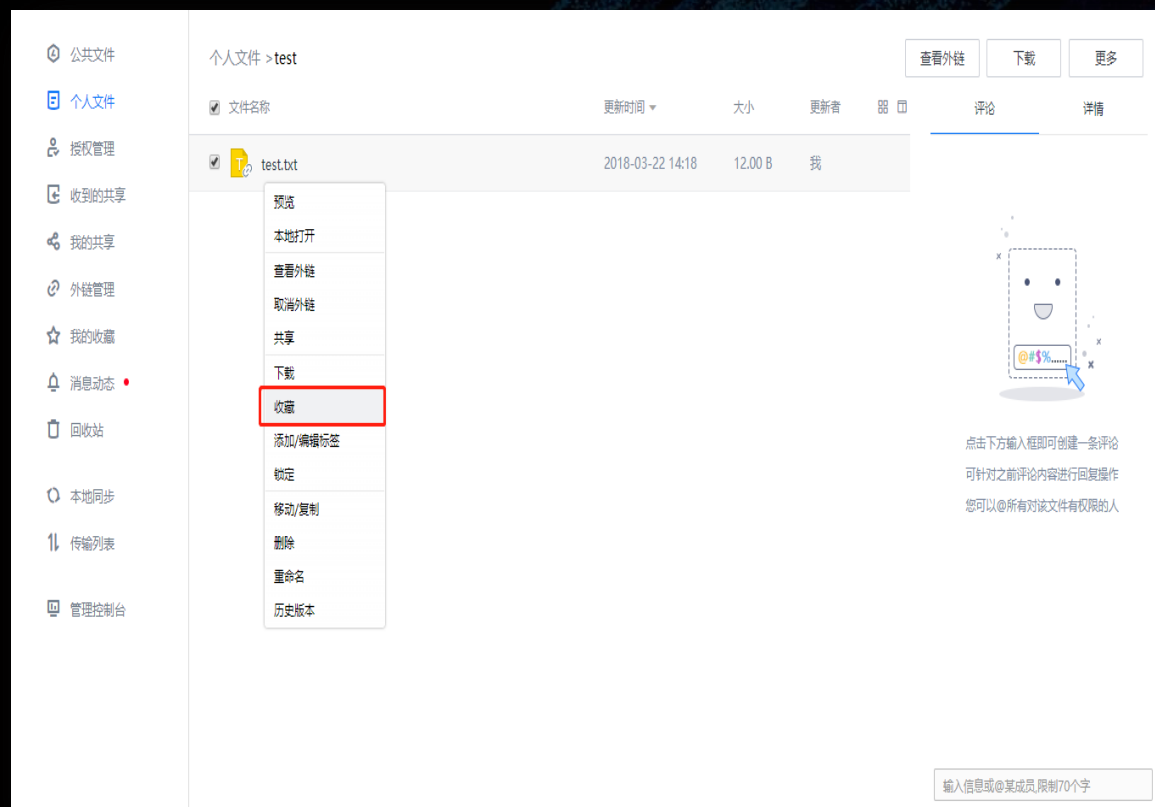 公共文件
个人文件
授权管理
收到的共享
我的共享
外链管理
我的收藏
消息动态
回收站
本地同步
传输列表
管理控制台
个人文件 >test
查看外链
下载
更多
文件名称
更新时间
大小
更新者
评论
详情
test.txt
2018-03-22 14:18
12.00 B
我
预览
本地打开
查看外链
取消外链
共享
下载
收藏
添加/编辑标签
锁定
移动/复制
删除
重命名
历史版本
@#$%......
点击下方输入框即可创建一条评论
可针对之前评论内容进行回复操作
您可以@所有对该文件有权限的人
输入信息或@某成员,限制70个字